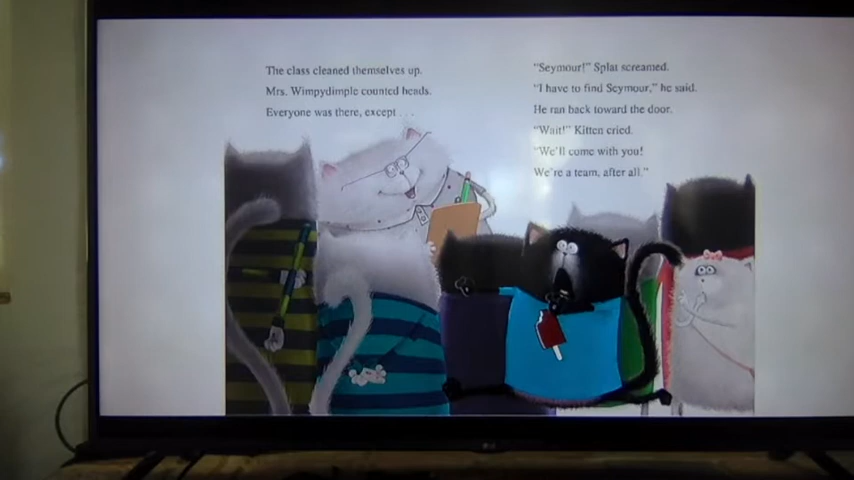 The class cleaned themselves up.
Mrs. Wimpydimple counted heads.
Everyone was there, except . . .
"Seymour!" Splat screamed.
"I have to find Seymour," he said.
He ran back toward the door.
"Wait!" Kitten cried.
"We'll come with you!
We're a team, after all."
LG